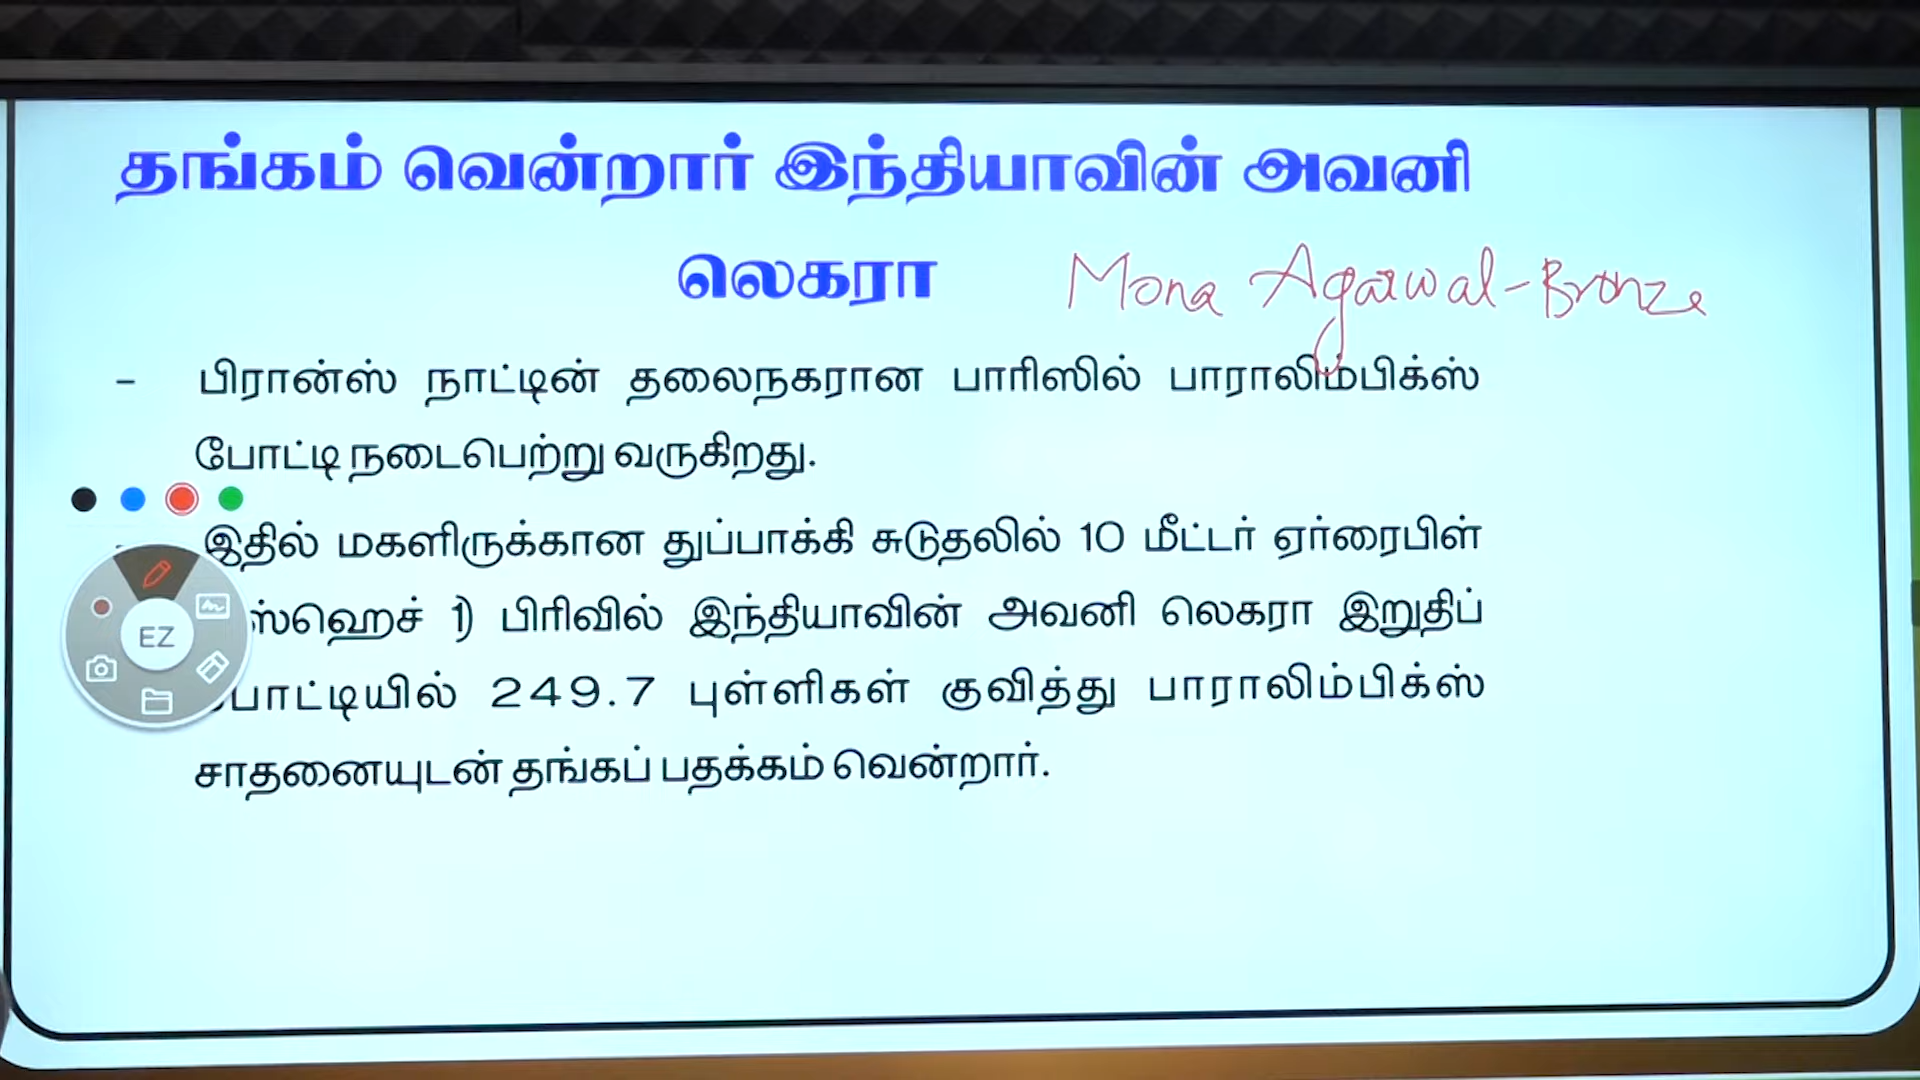 தங்கம் வென்றார் இந்தியாவின் அவனி
லெகரா
Mona Agarwal - Bronze
- பிரான்ஸ் நாட்டின் தலைநகரான பாரிஸில் பாராலிம்பிக்ஸ்
போட்டி நடைபெற்று வருகிறது.
இதில் மகளிருக்கான துப்பாக்கி சுடுதலில் 10 மீட்டர் ஏர்ரைபிள்
ஸ்ஹெச் 1) பிரிவில் இந்தியாவின் அவனி லெகரா இறுதிப்
EZ
போட்டியில் 249.7 புள்ளிகள் குவித்து பாராலிம்பிக்ஸ்
சாதனையுடன் தங்கப் பதக்கம் வென்றார்.